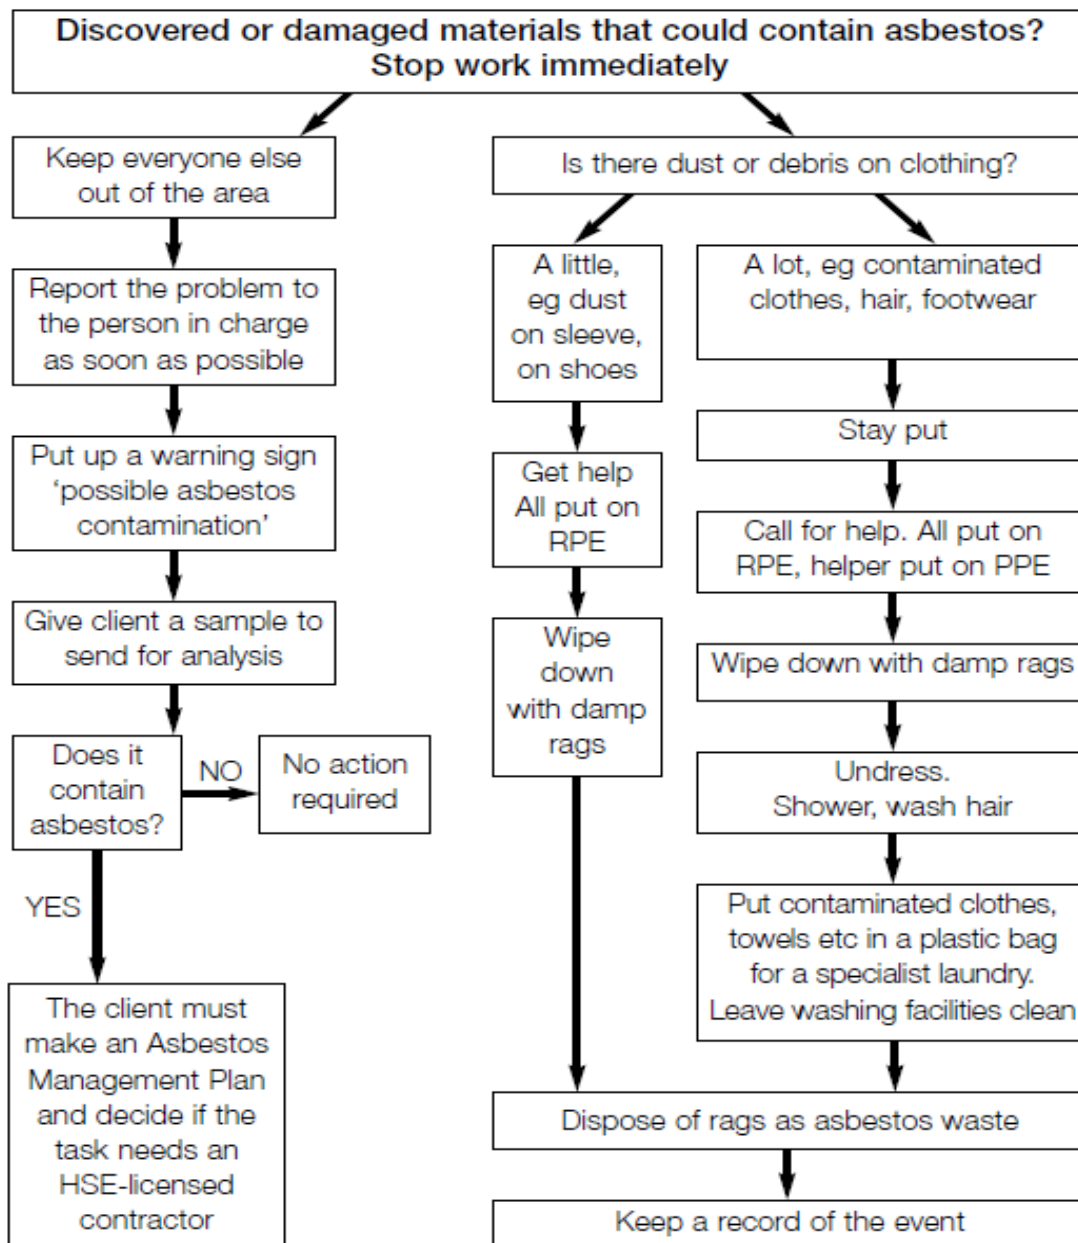 Discovered or damaged materials that could contain asbestos?
Stop work immediately
Keep everyone else
out of the area
Report the problem to
the person in charge
as soon as possible
Put up a warning sign
‘possible asbestos
contamination’
Give client a sample to
send for analysis
Does it
contain
asbestos?
NO
No action
required
YES
The client must
make an Asbestos
Management Plan
and decide if the
task needs an
HSE-licensed
contractor
Is there dust or debris on clothing?
A little,
eg dust
on sleeve,
on shoes
Get help
All put on
RPE
Wipe
down
with damp
rags
A lot, eg contaminated
clothes, hair, footwear
Stay put
Call for help. All put on
RPE, helper put on PPE
Wipe down with damp rags
Undress.
Shower, wash hair
Put contaminated clothes,
towels etc in a plastic bag
for a specialist laundry.
Leave washing facilities clean
Dispose of rags as asbestos waste
Keep a record of the event